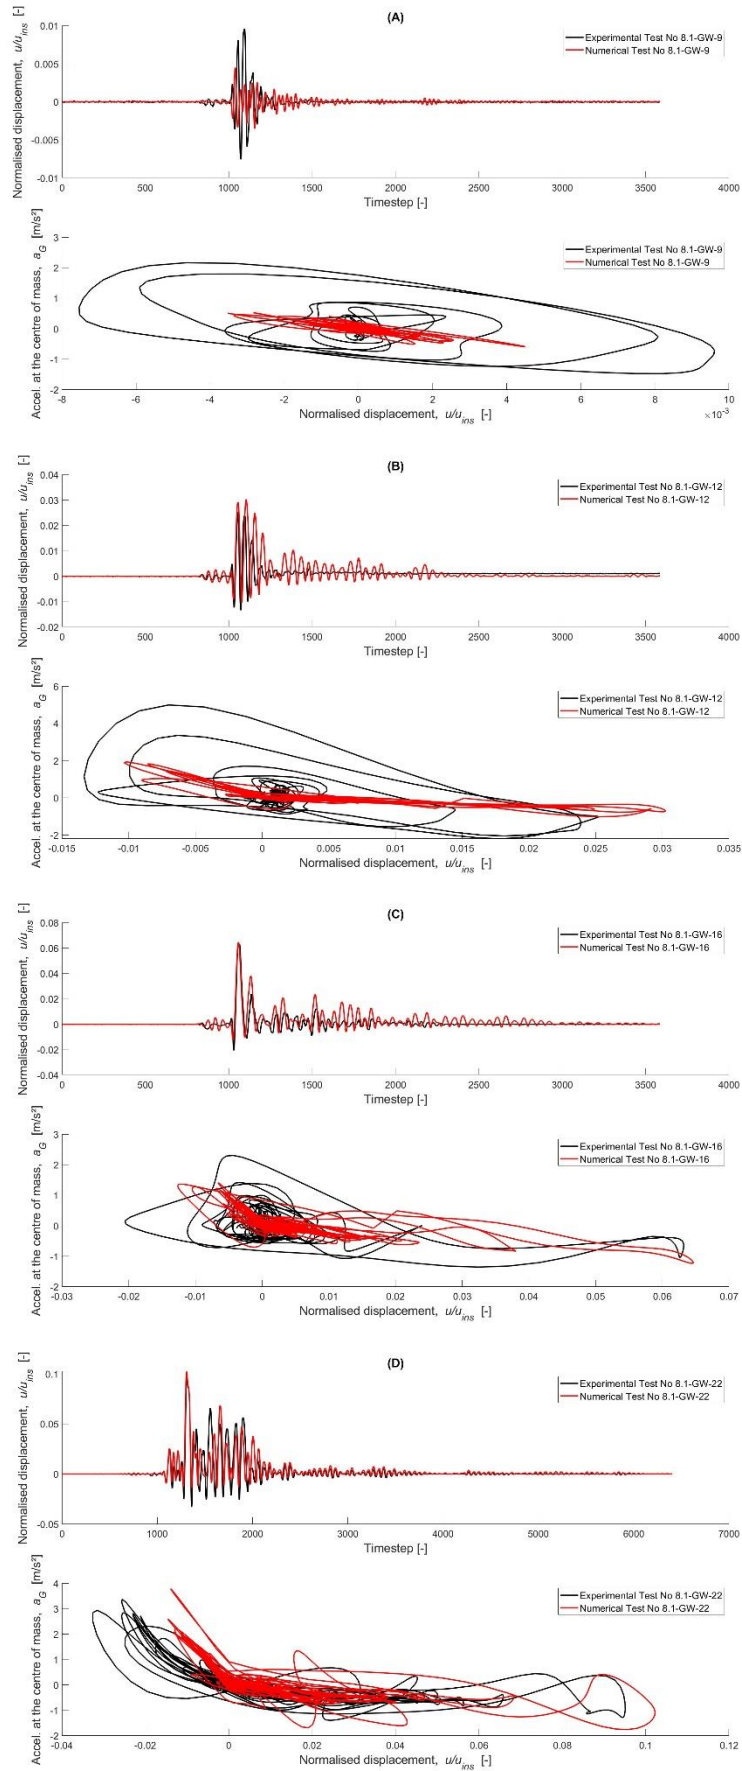 (A)
0.01
0.005
0
-0.005
-0.01
Normalised displacement, u/u_ins [-]
Experimental Test No 8.1-GW-9
Numerical Test No 8.1-GW-9
0 500 1000 1500 2000 2500 3000 3500 4000
Timestep [-]
3
2
1
0
-1
-2
Accel. at the centre of mass, a_G [m/s²]
Experimental Test No 8.1-GW-9
Numerical Test No 8.1-GW-9
-8 -6 -4 -2 0 2 4 6 8 10
×10⁻³
Normalised displacement, u/u_ins [-]
(B)
0.04
0.03
0.02
0.01
0
-0.01
-0.02
Normalised displacement, u/u_ins [-]
Experimental Test No 8.1-GW-12
Numerical Test No 8.1-GW-12
0 500 1000 1500 2000 2500 3000 3500 4000
Timestep [-]
6
4
2
0
-2
Accel. at the centre of mass, a_G [m/s²]
Experimental Test No 8.1-GW-12
Numerical Test No 8.1-GW-12
-0.015 -0.01 -0.005 0 0.005 0.01 0.015 0.02 0.025 0.03 0.035
Normalised displacement, u/u_ins [-]
(C)
0.08
0.06
0.04
0.02
0
-0.02
-0.04
Normalised displacement, u/u_ins [-]
Experimental Test No 8.1-GW-16
Numerical Test No 8.1-GW-16
0 500 1000 1500 2000 2500 3000 3500 4000
Timestep [-]
3
2
1
0
-1
-2
Accel. at the centre of mass, a_G [m/s²]
Experimental Test No 8.1-GW-16
Numerical Test No 8.1-GW-16
-0.03 -0.02 -0.01 0 0.01 0.02 0.03 0.04 0.05 0.06 0.07
Normalised displacement, u/u_ins [-]
(D)
0.1
0.05
0
-0.05
Normalised displacement, u/u_ins [-]
Experimental Test No 8.1-GW-22
Numerical Test No 8.1-GW-22
0 1000 2000 3000 4000 5000 6000 7000
Timestep [-]
4
3
2
1
0
-1
-2
Accel. at the centre of mass, a_G [m/s²]
Experimental Test No 8.1-GW-22
Numerical Test No 8.1-GW-22
-0.04 -0.02 0 0.02 0.04 0.06 0.08 0.1 0.12
Normalised displacement, u/u_ins [-]